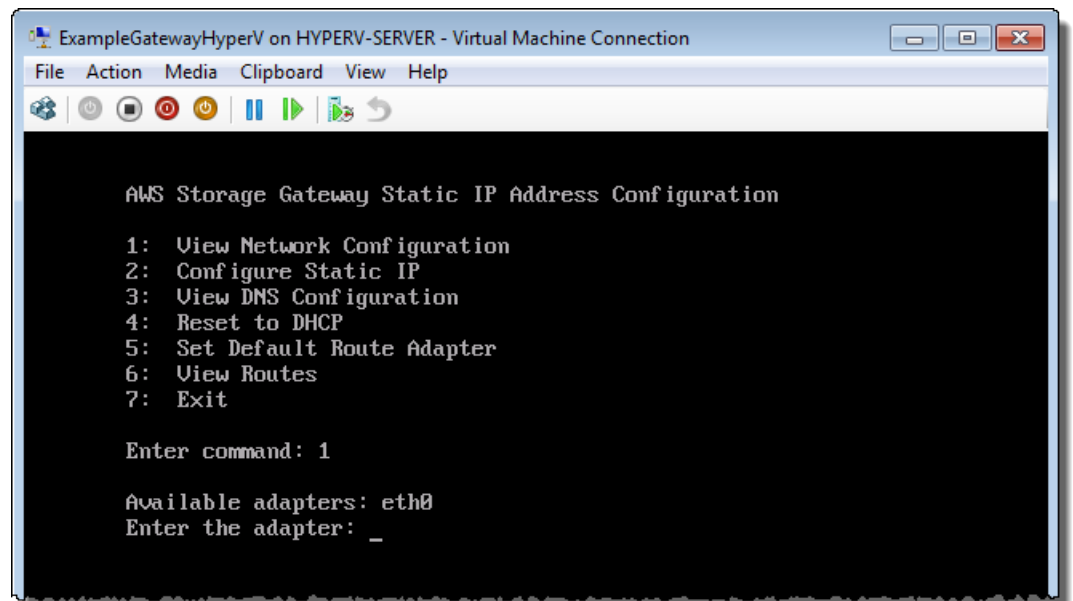 ExampleGatewayHyperV on HYPERV-SERVER - Virtual Machine Connection
File Action Media Clipboard View Help
AWS Storage Gateway Static IP Address Configuration
1: View Network Configuration
2: Configure Static IP
3: View DNS Configuration
4: Reset to DHCP
5: Set Default Route Adapter
6: View Routes
7: Exit
Enter command: 1
Available adapters: eth0
Enter the adapter: _